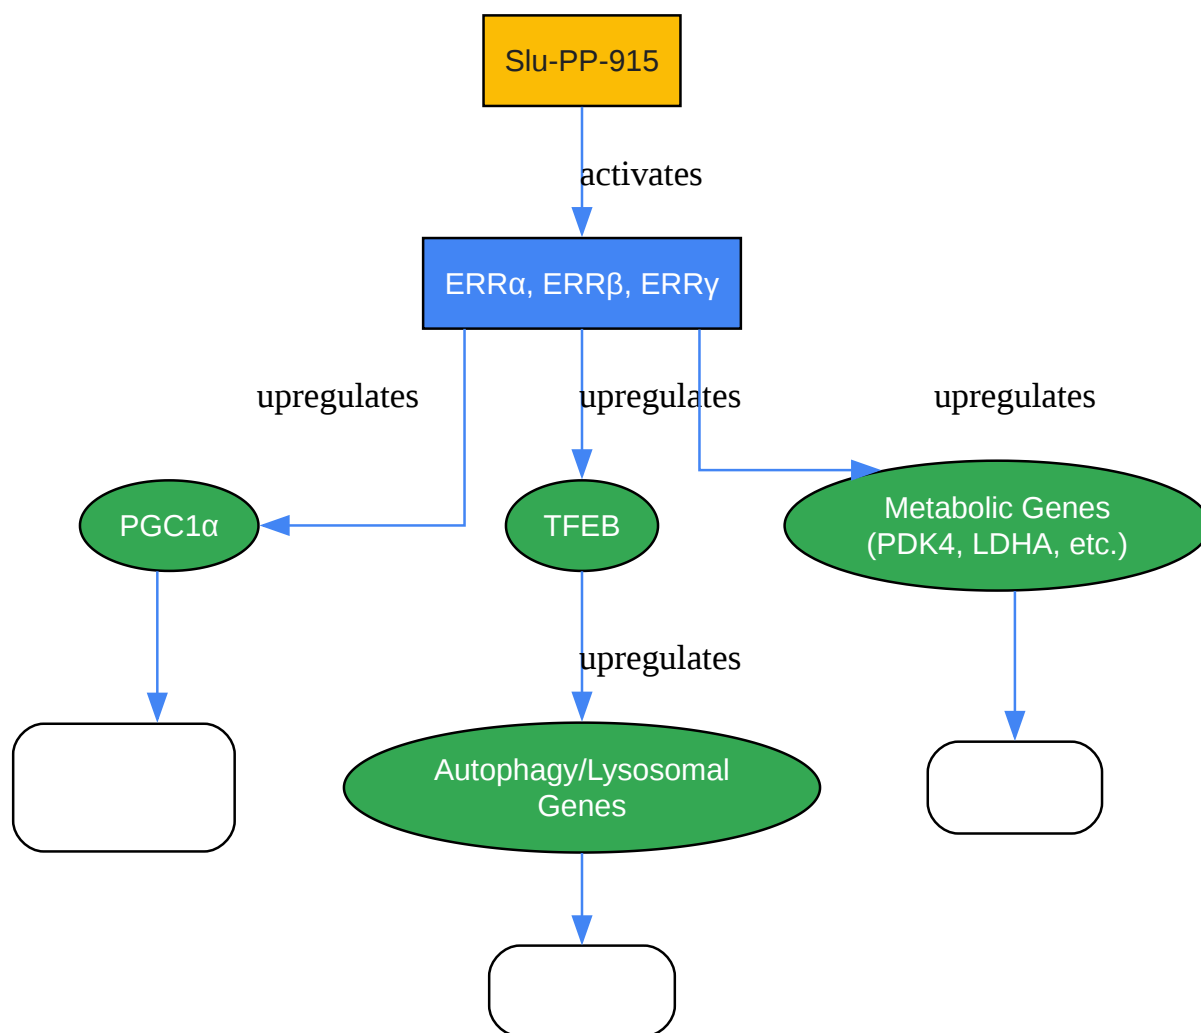 Slu-PP-915
activates
ERRα, ERRβ, ERRγ
upregulates
upregulates
upregulates
PGC1α
TFEB
Metabolic Genes
(PDK4, LDHA, etc.)
upregulates
Autophagy/Lysosomal
Genes